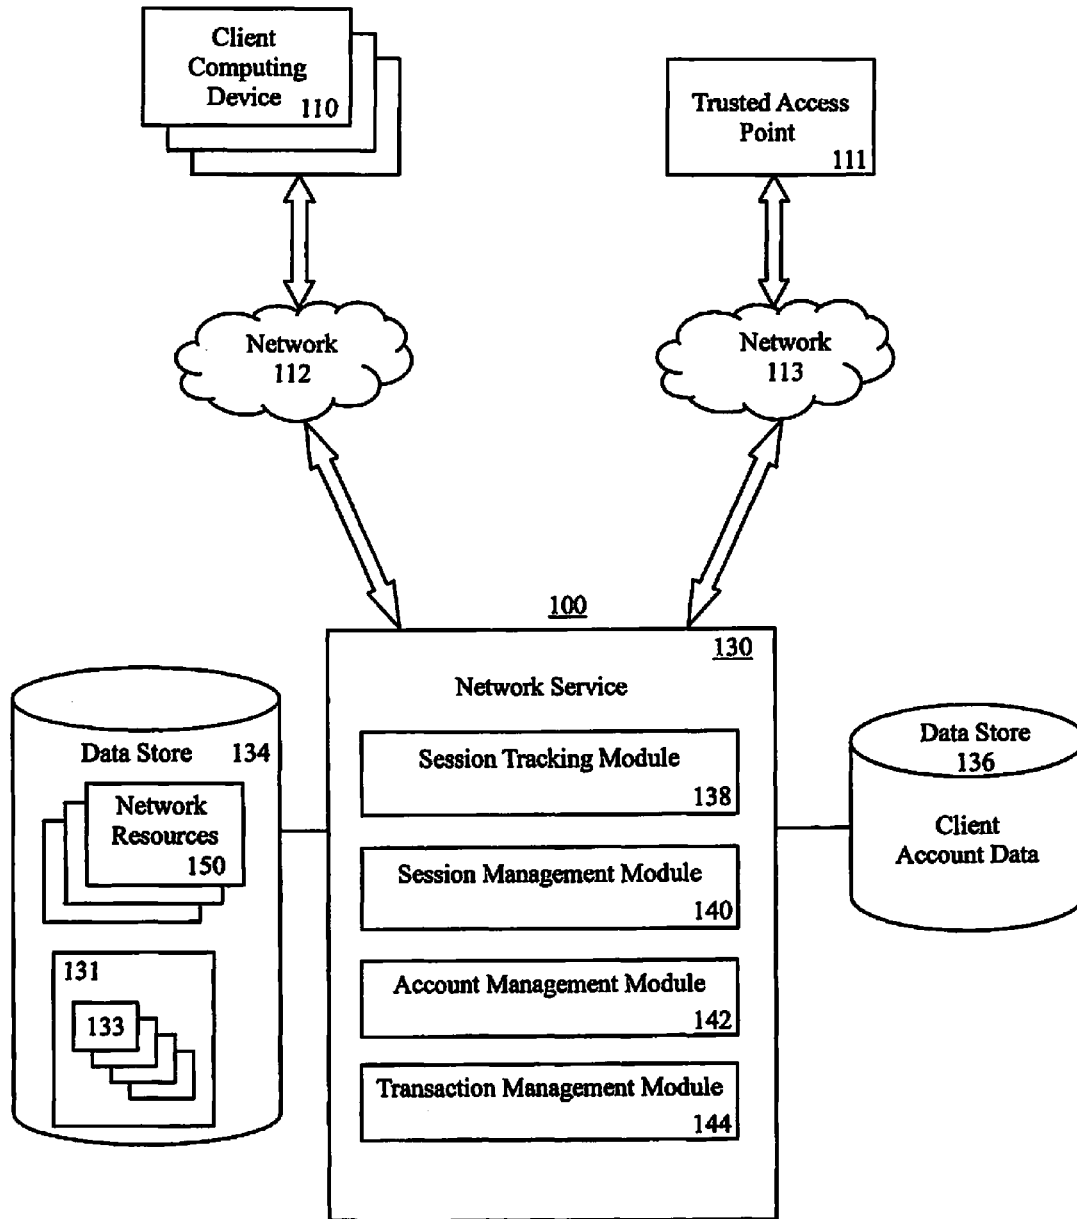 Client
Computing
Device
110
Trusted Access
Point
111
Network
112
Network
113
100
130
Network Service
Session Tracking Module
138
Session Management Module
140
Account Management Module
142
Transaction Management Module
144
Data Store 134
Network
Resources
150
131
133
Data Store
136
Client
Account Data